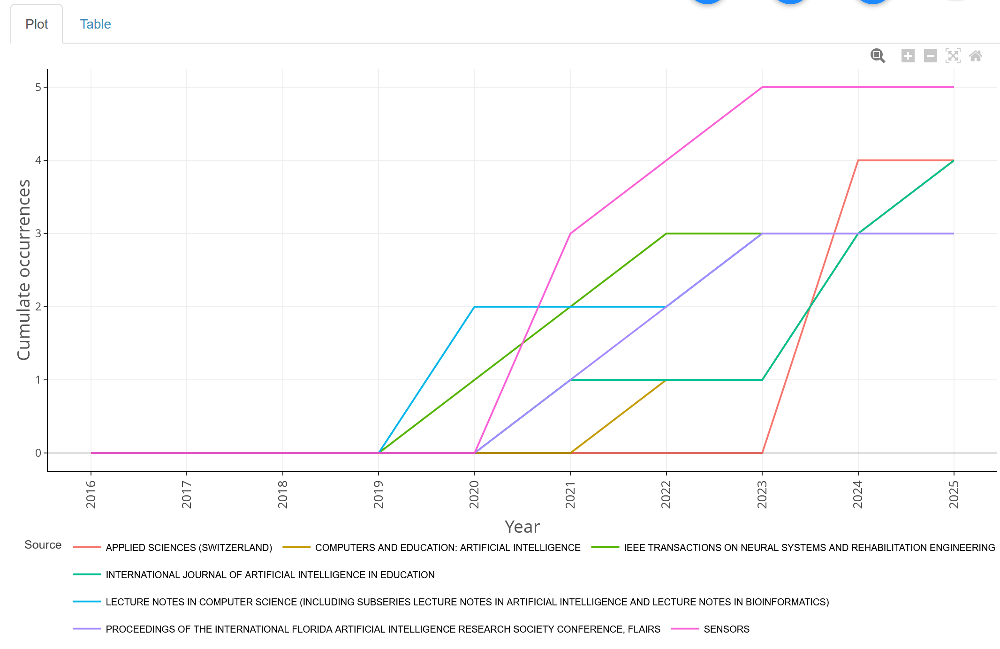 Plot Table
5
4
3
2
1
0
Cumulate occurrences
2016 2017 2018 2019 2020 2021 2022 2023 2024 2025
Year
Source APPLIED SCIENCES (SWITZERLAND) COMPUTERS AND EDUCATION: ARTIFICIAL INTELLIGENCE IEEE TRANSACTIONS ON NEURAL SYSTEMS AND REHABILITATION ENGINEERING
INTERNATIONAL JOURNAL OF ARTIFICIAL INTELLIGENCE IN EDUCATION
LECTURE NOTES IN COMPUTER SCIENCE (INCLUDING SUBSERIES LECTURE NOTES IN ARTIFICIAL INTELLIGENCE AND LECTURE NOTES IN BIOINFORMATICS)
PROCEEDINGS OF THE INTERNATIONAL FLORIDA ARTIFICIAL INTELLIGENCE RESEARCH SOCIETY CONFERENCE, FLAIRS SENSORS